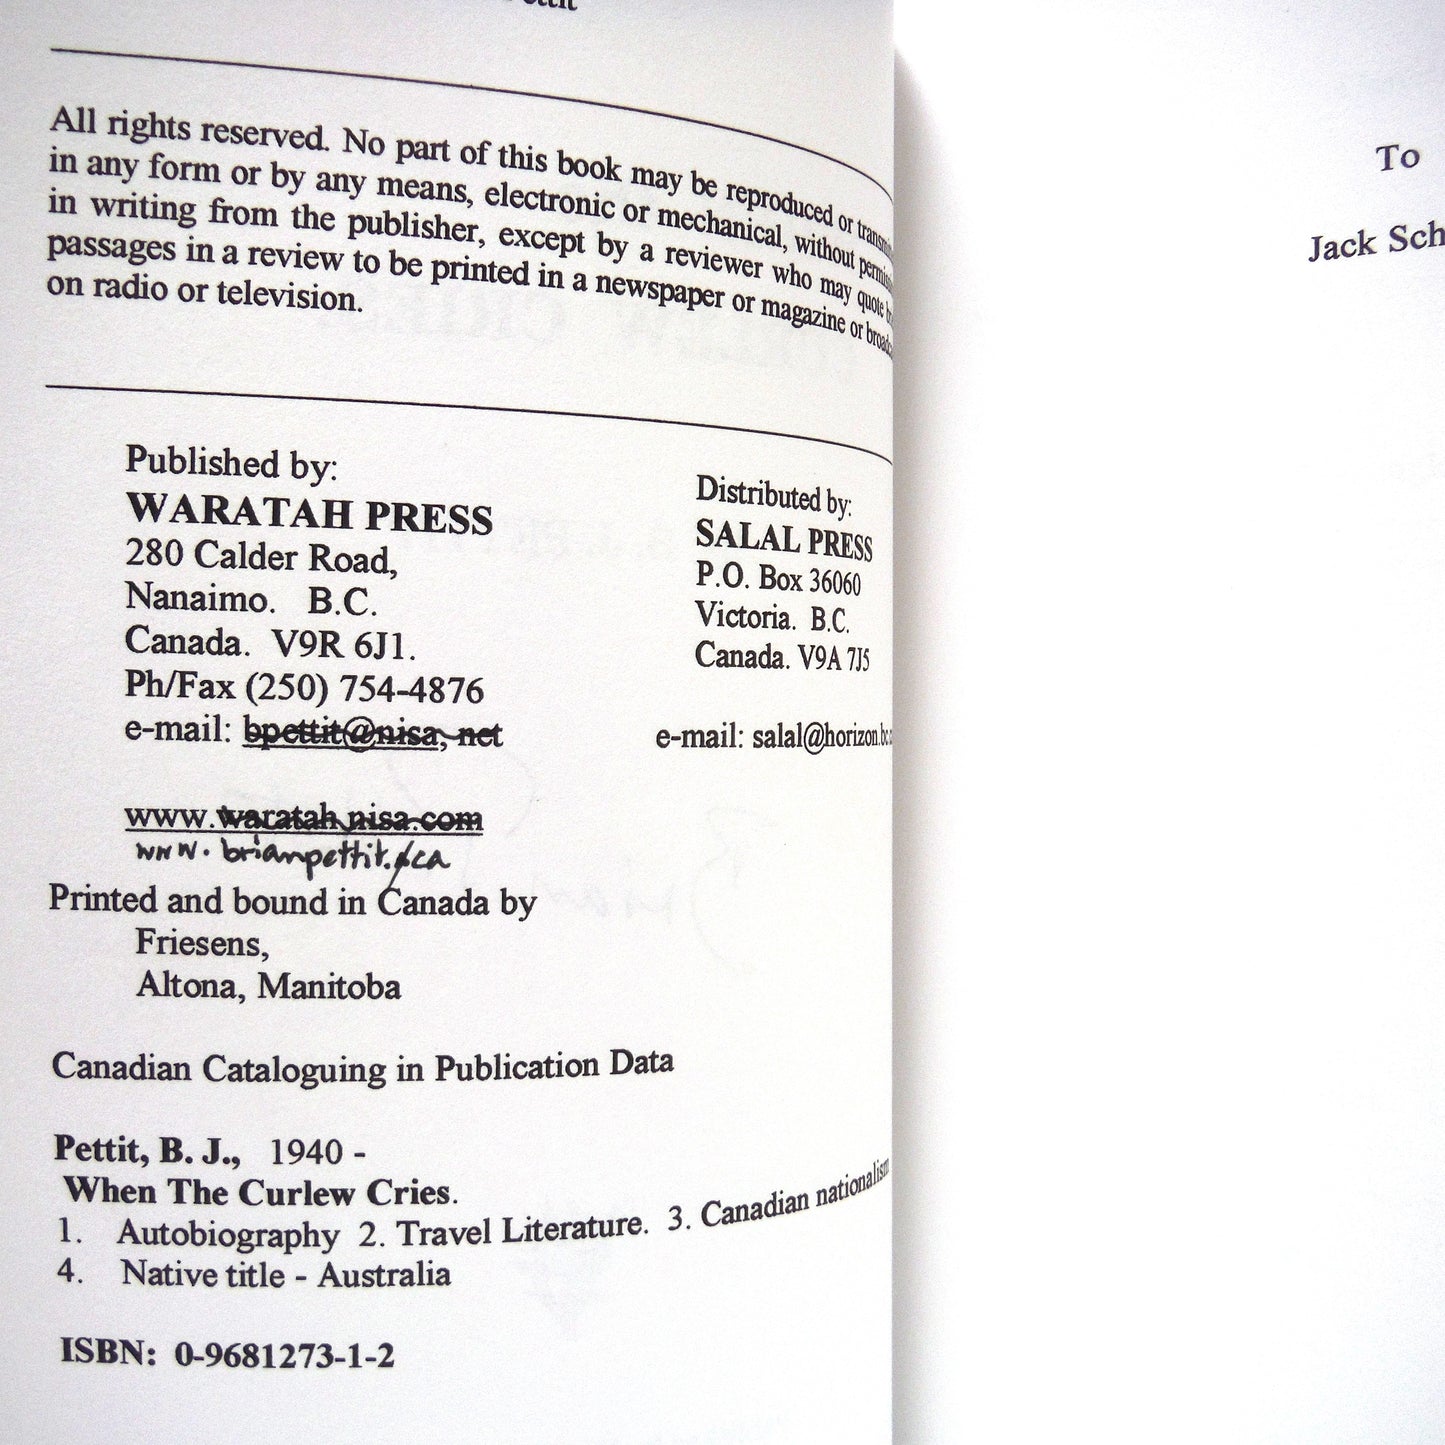 All rights reserved. No part of this book may be reproduced or
in any form or by any means, electronic or mechanical, without
in writing from the publisher, except by a reviewer who may quote
passages in a review to be printed in a newspaper or magazine or
on radio or television.
Published by:
WARATAH PRESS
280 Calder Road,
Nanaimo. B.C.
Canada. V9R 6J1.
Ph/Fax (250) 754-4876
e-mail: bpettit@nisa, net
www.waratah.nisa.com
www.brianpettit.ca
Distributed by:
SALAL PRESS
P.O. Box 36060
Victoria. B.C.
Canada. V9A 7J5
e-mail: salal@horizon.bc
Printed and bound in Canada by
Friesens,
Altona, Manitoba
Canadian Cataloguing in Publication Data
Pettit, B. J., 1940 -
When The Curlew Cries.
1. Autobiography 2. Travel Literature. 3. Canadian nationalism
4. Native title - Australia
ISBN: 0-9681273-1-2
To
Jack Sch